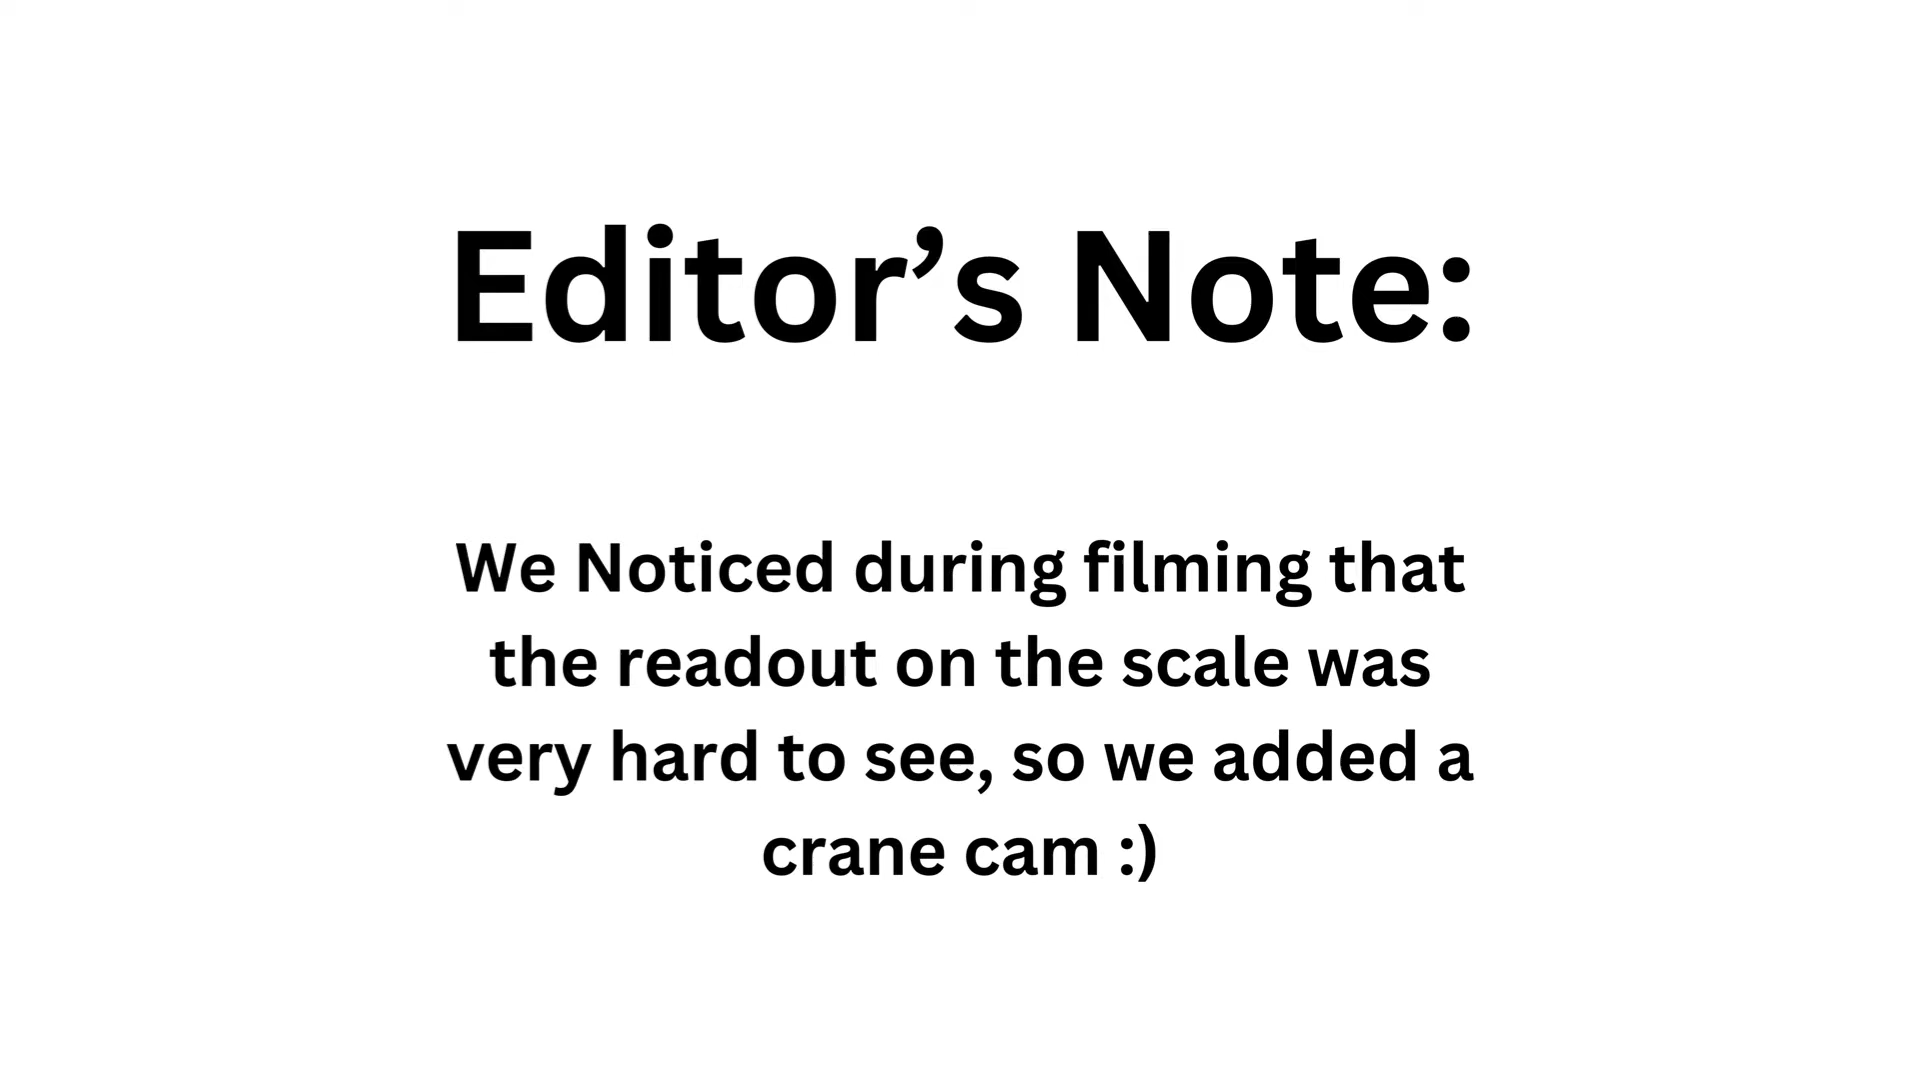 Editor’s Note:
We Noticed during filming that
the readout on the scale was
very hard to see, so we added a
crane cam :)